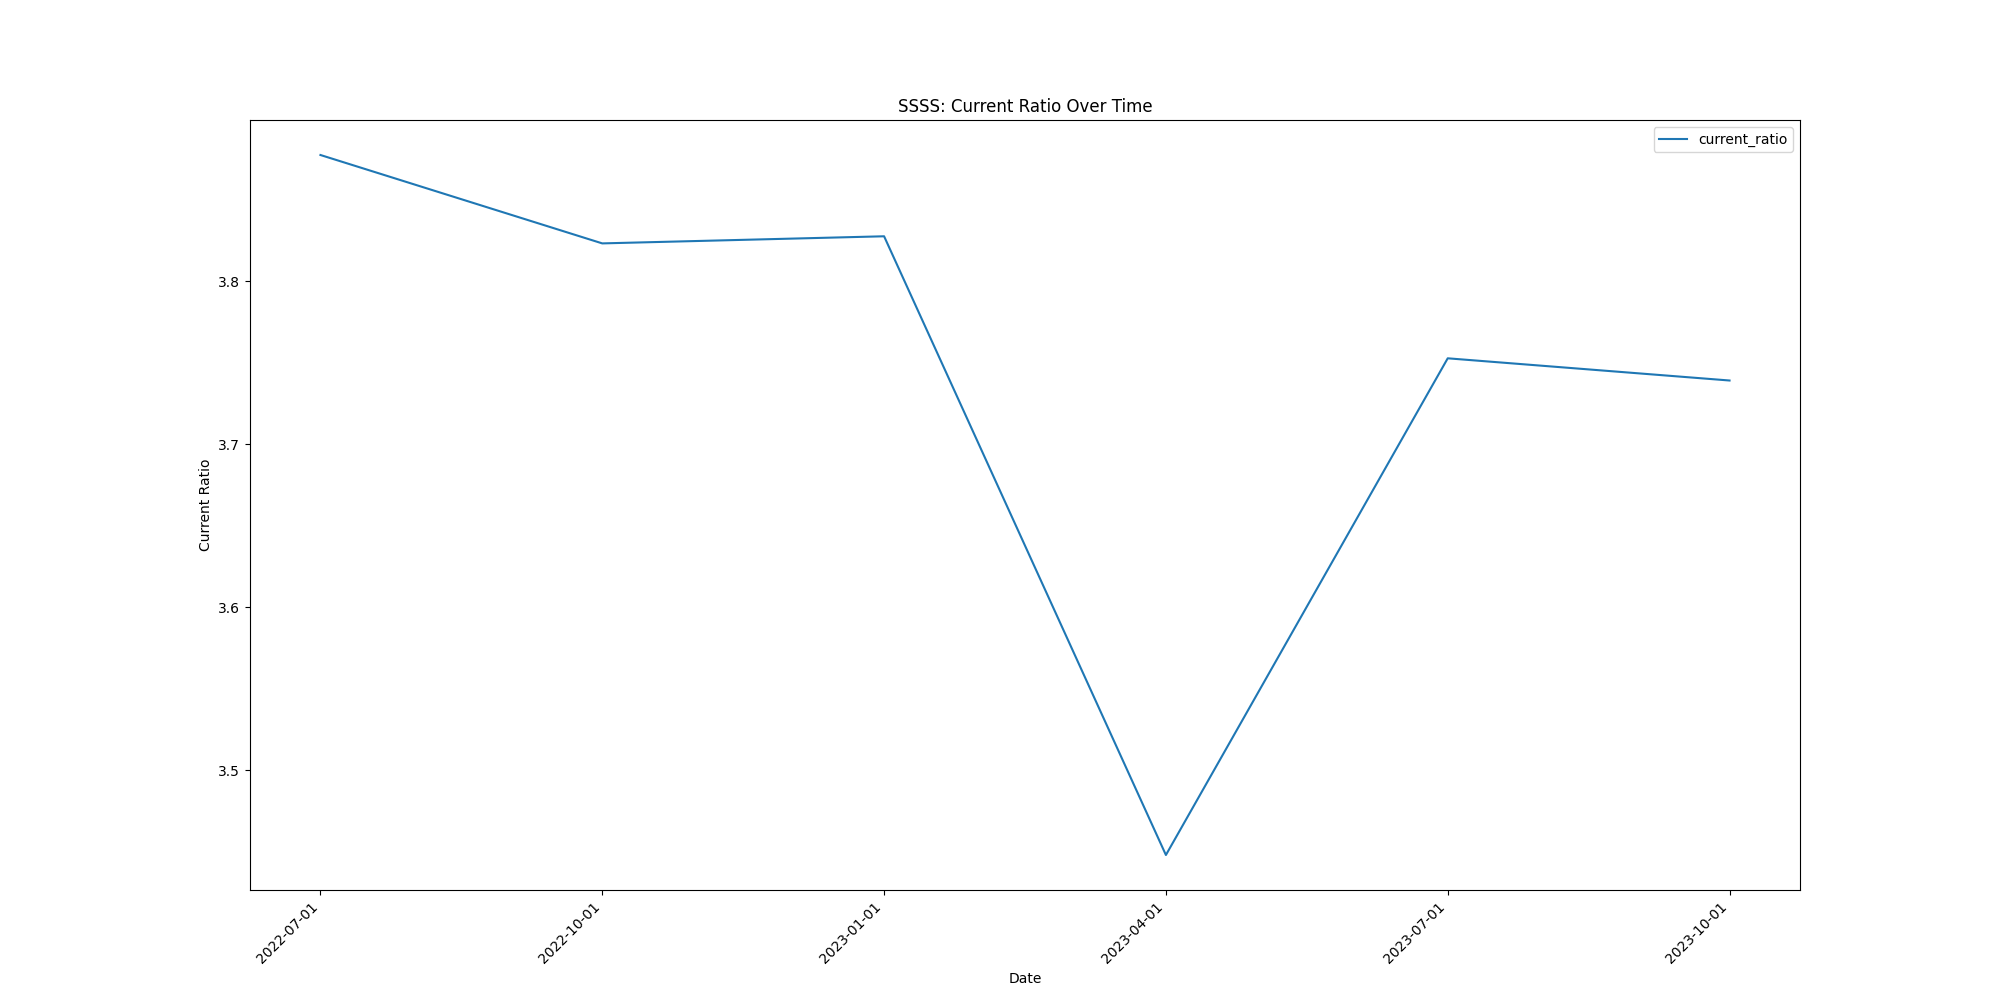 SSSS: Current Ratio Over Time
current_ratio
3.8
3.7
3.6
3.5
Current Ratio
2022-07-01
2022-10-01
2023-01-01
2023-04-01
2023-07-01
2023-10-01
Date